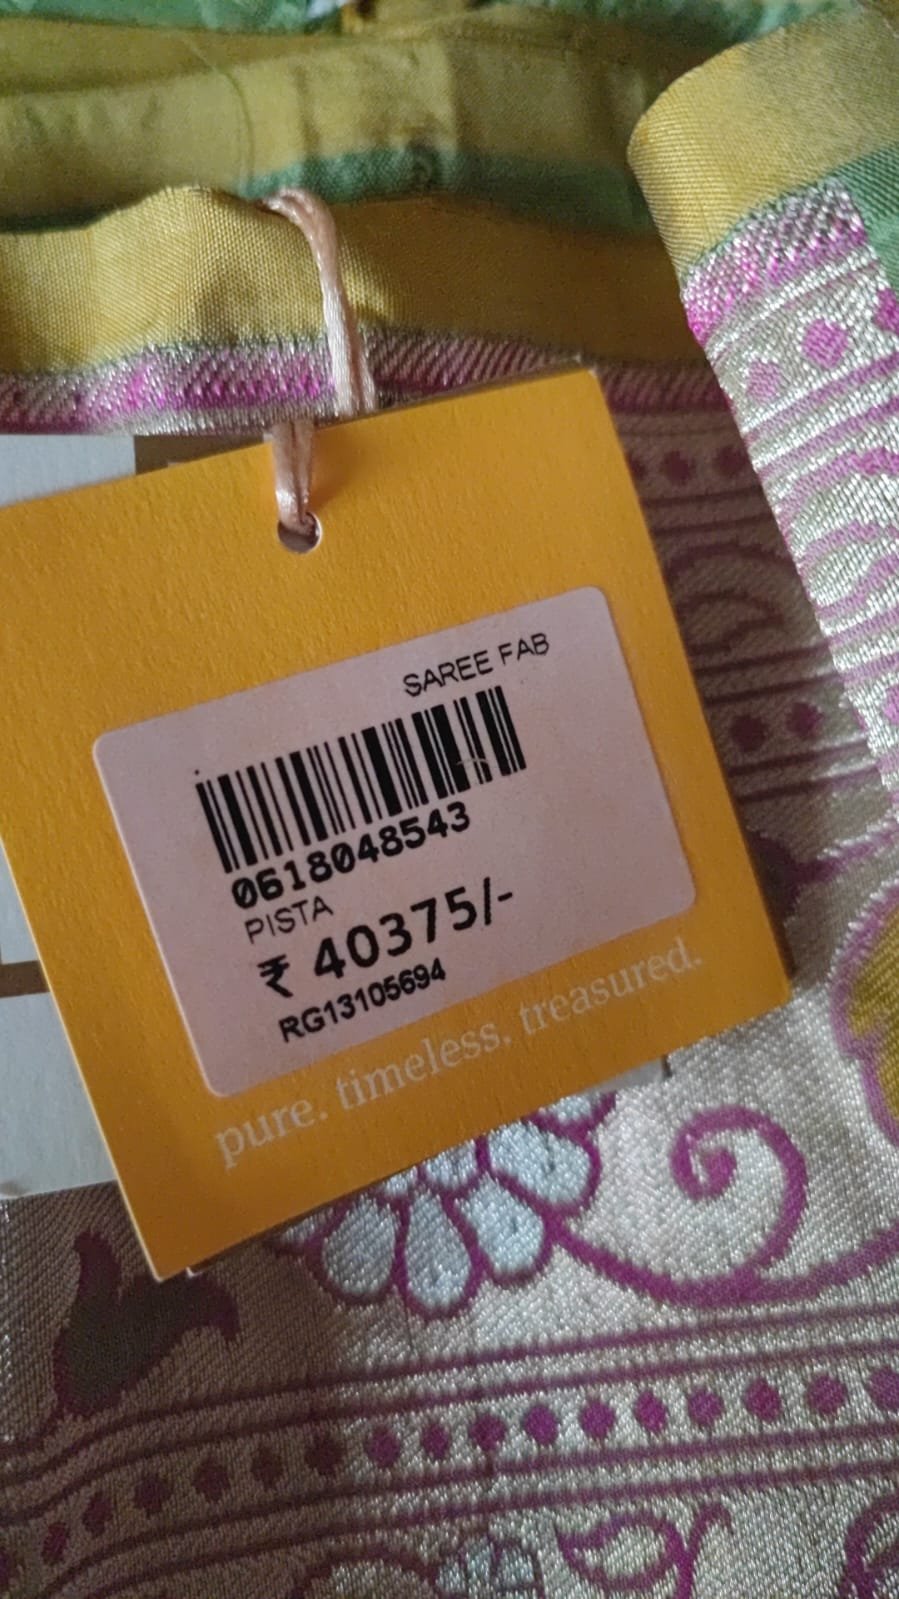 SAREE FAB
0618048543
PISTA
₹ 40375/-
RG13105694
pure. timeless. treasured.